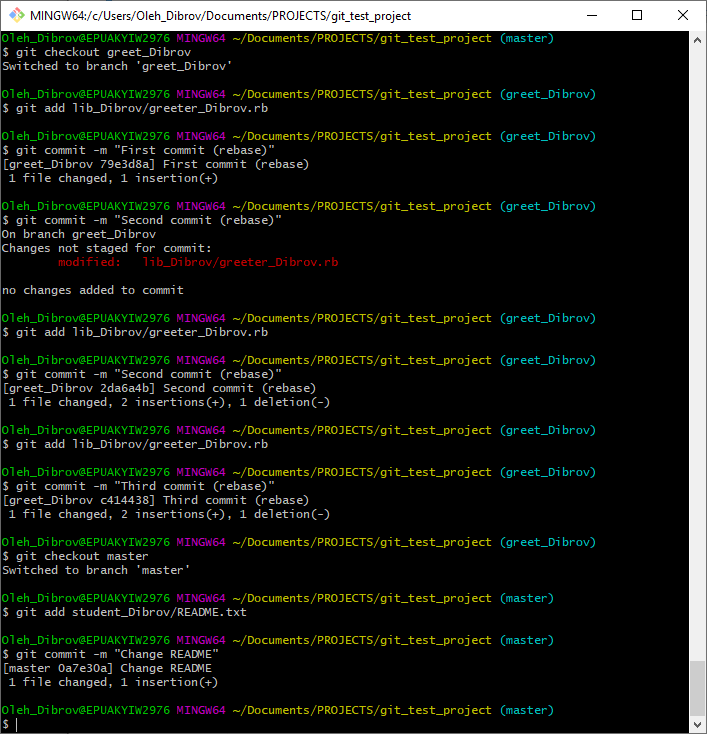 MINGW64:/c/Users/Oleh_Dibrov/Documents/PROJECTS/git_test_project
Oleh_Dibrov@EPUAKYIW2976 MINGW64 ~/Documents/PROJECTS/git_test_project (master)
$ git checkout greet_Dibrov
Switched to branch 'greet_Dibrov'
Oleh_Dibrov@EPUAKYIW2976 MINGW64 ~/Documents/PROJECTS/git_test_project (greet_Dibrov)
$ git add lib_Dibrov/greeter_Dibrov.rb
Oleh_Dibrov@EPUAKYIW2976 MINGW64 ~/Documents/PROJECTS/git_test_project (greet_Dibrov)
$ git commit -m "First commit (rebase)"
[greet_Dibrov 79e3d8a] First commit (rebase)
1 file changed, 1 insertion(+)
Oleh_Dibrov@EPUAKYIW2976 MINGW64 ~/Documents/PROJECTS/git_test_project (greet_Dibrov)
$ git commit -m "Second commit (rebase)"
On branch greet_Dibrov
Changes not staged for commit:
modified:   lib_Dibrov/greeter_Dibrov.rb
no changes added to commit
Oleh_Dibrov@EPUAKYIW2976 MINGW64 ~/Documents/PROJECTS/git_test_project (greet_Dibrov)
$ git add lib_Dibrov/greeter_Dibrov.rb
Oleh_Dibrov@EPUAKYIW2976 MINGW64 ~/Documents/PROJECTS/git_test_project (greet_Dibrov)
$ git commit -m "Second commit (rebase)"
[greet_Dibrov 2da6a4b] Second commit (rebase)
1 file changed, 2 insertions(+), 1 deletion(-)
Oleh_Dibrov@EPUAKYIW2976 MINGW64 ~/Documents/PROJECTS/git_test_project (greet_Dibrov)
$ git add lib_Dibrov/greeter_Dibrov.rb
Oleh_Dibrov@EPUAKYIW2976 MINGW64 ~/Documents/PROJECTS/git_test_project (greet_Dibrov)
$ git commit -m "Third commit (rebase)"
[greet_Dibrov c414438] Third commit (rebase)
1 file changed, 2 insertions(+), 1 deletion(-)
Oleh_Dibrov@EPUAKYIW2976 MINGW64 ~/Documents/PROJECTS/git_test_project (greet_Dibrov)
$ git checkout master
Switched to branch 'master'
Oleh_Dibrov@EPUAKYIW2976 MINGW64 ~/Documents/PROJECTS/git_test_project (master)
$ git add student_Dibrov/README.txt
Oleh_Dibrov@EPUAKYIW2976 MINGW64 ~/Documents/PROJECTS/git_test_project (master)
$ git commit -m "Change README"
[master 0a7e30a] Change README
1 file changed, 1 insertion(+)
Oleh_Dibrov@EPUAKYIW2976 MINGW64 ~/Documents/PROJECTS/git_test_project (master)
$